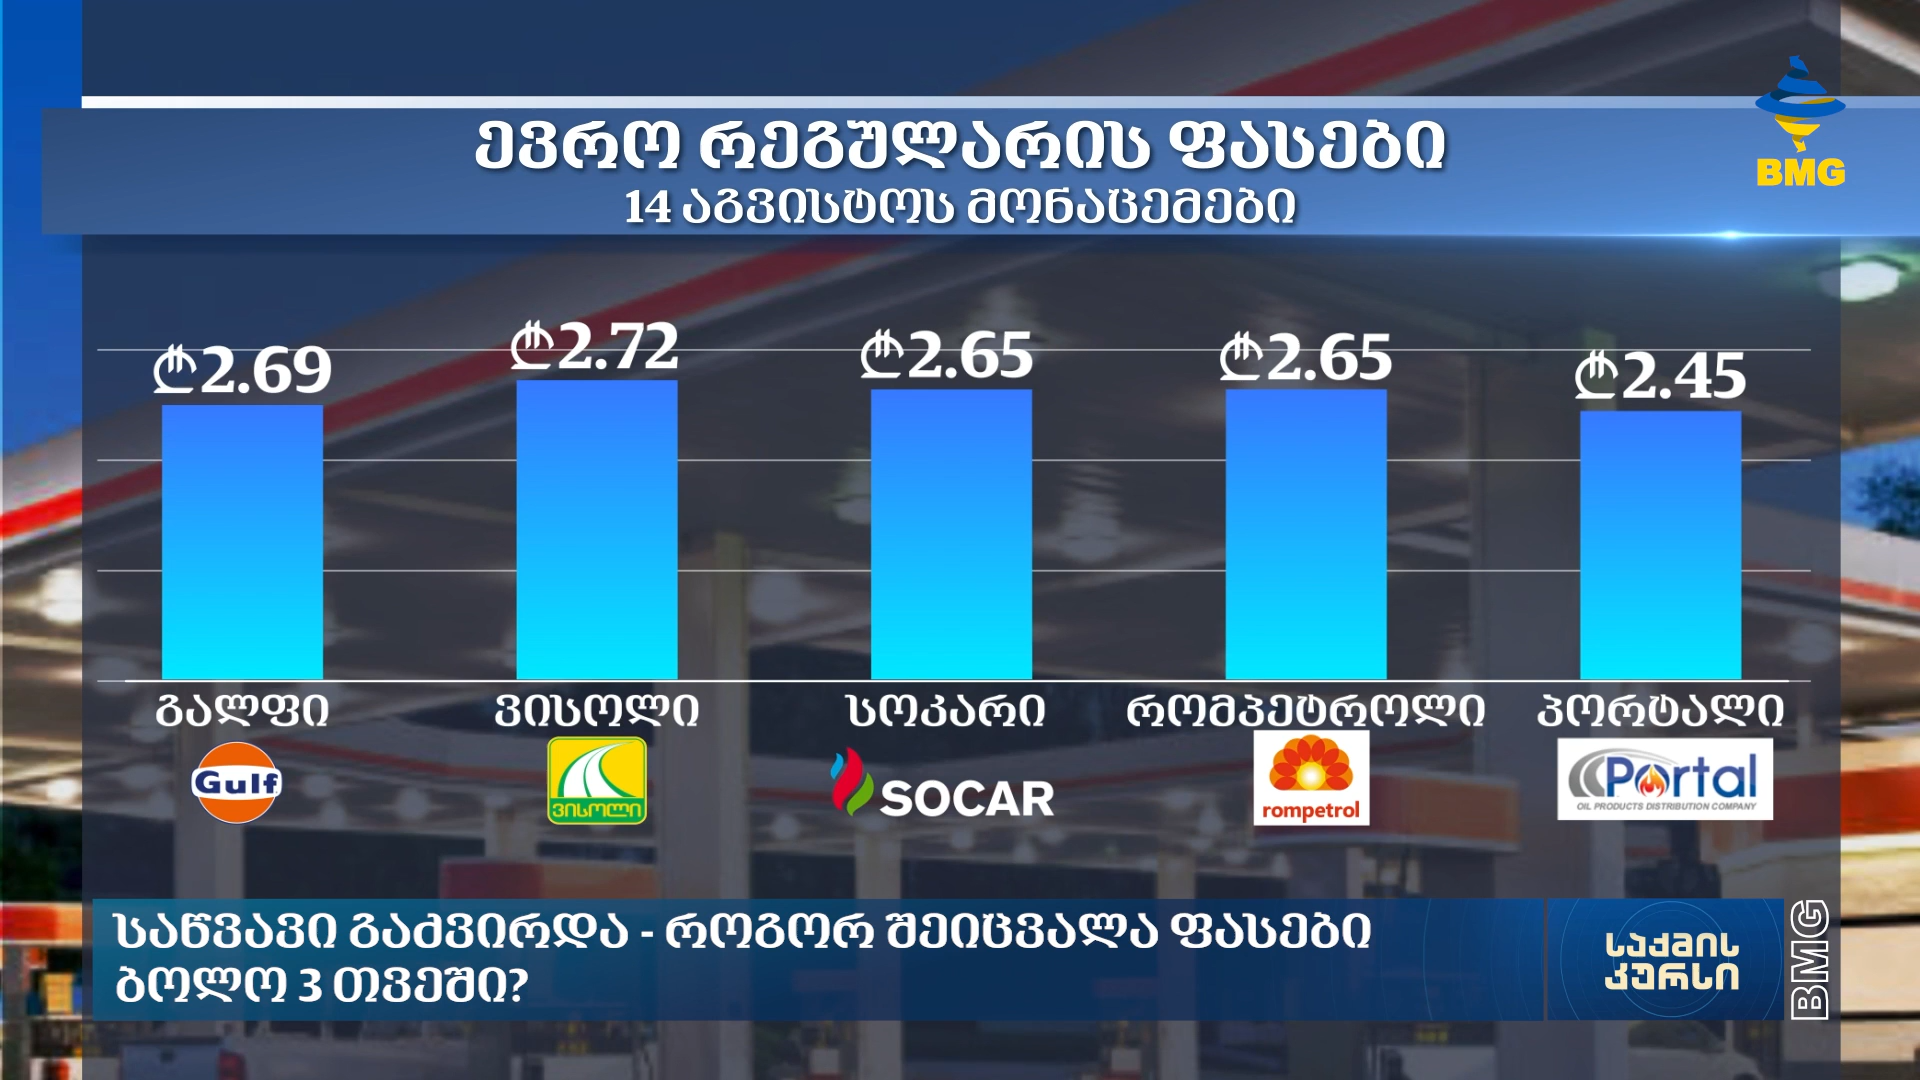 ევრო რეგულარის ფასები
14 აგვისტოს მონაცემები
BMG
₾2.69
₾2.72
₾2.65
₾2.65
₾2.45
გალფი
ვისოლი
სოკარი
რომპეტროლი
პორტალი
Gulf
ვისოლი
SOCAR
rompetrol
Portal
OIL PRODUCTS DISTRIBUTION COMPANY
საწვავი გაძვირდა - როგორ შეიცვალა ფასები
ბოლო 3 თვეში?
საქმის
კურსი
BMG